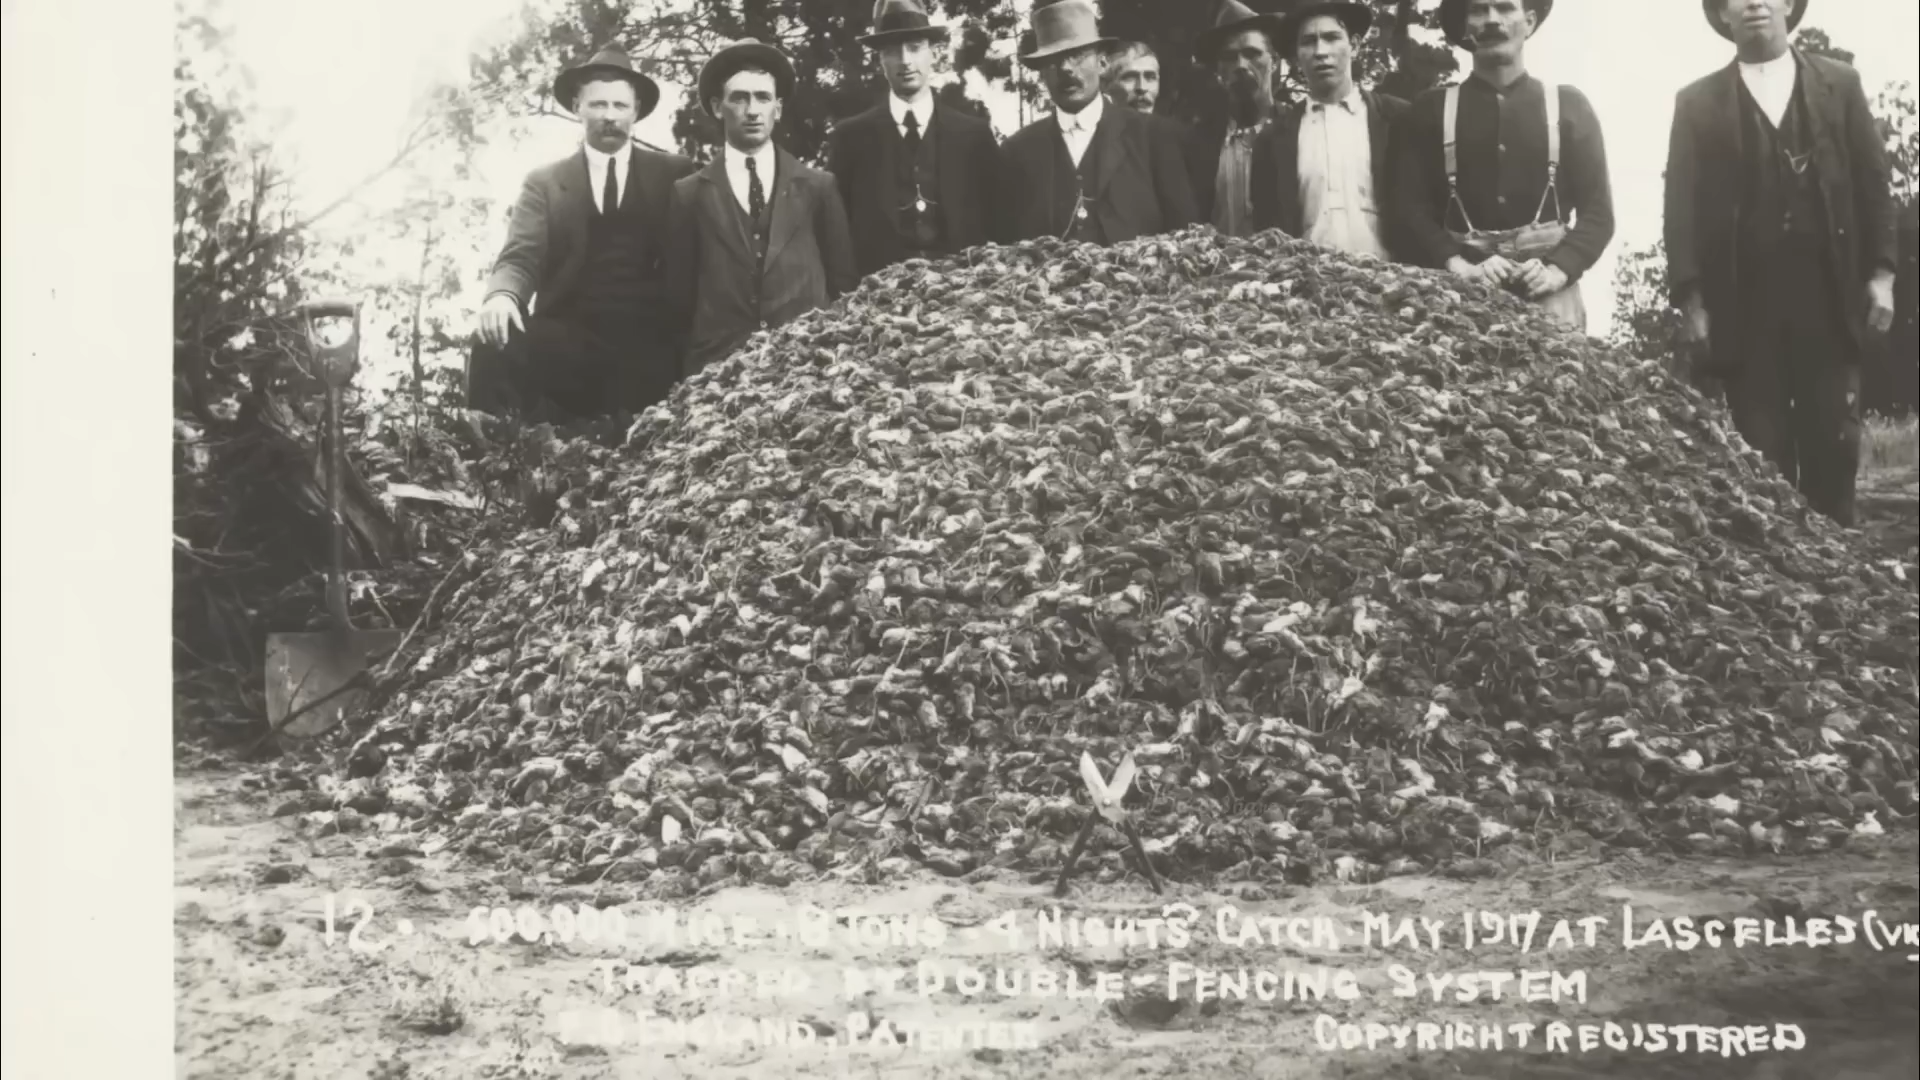 12. 500,000 MICE · 8 TONS - 4 NIGHTS CATCH · MAY 1917 AT LASCELLES (VI
TRAPPED BY DOUBLE-FENCING SYSTEM
ENGLAND, PATENTEE COPYRIGHT REGISTERED